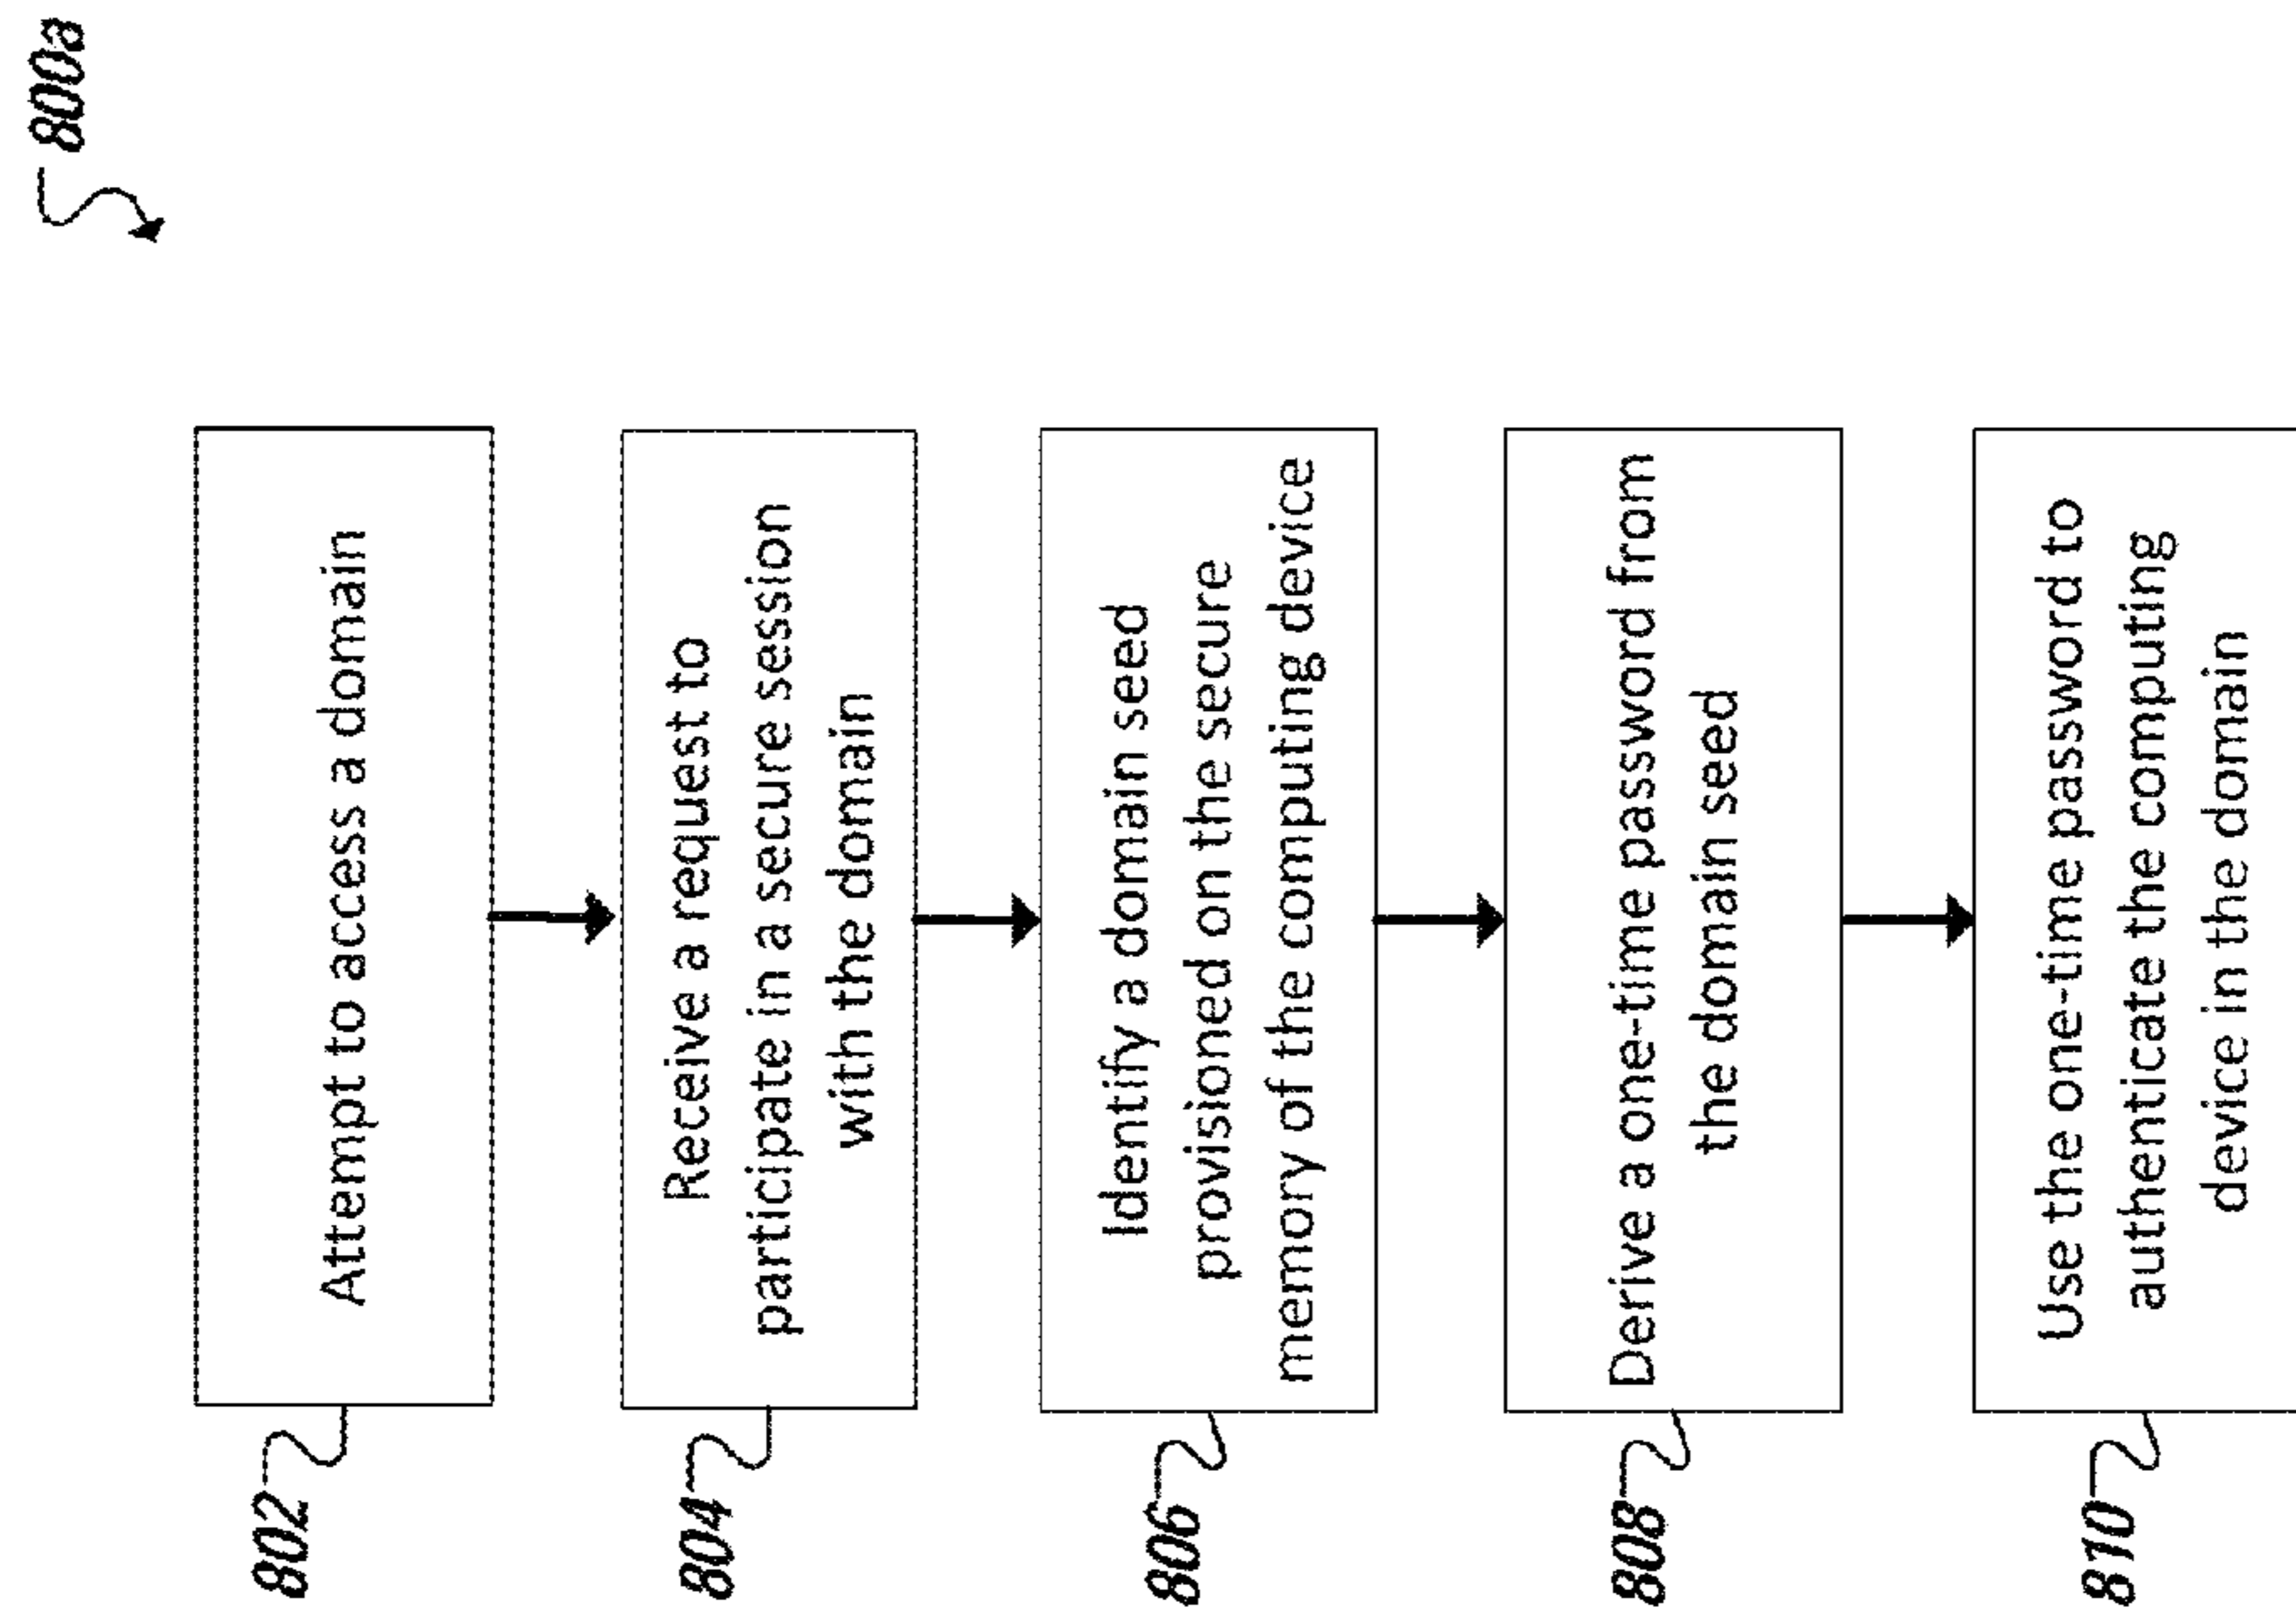 800a
802
Attempt to access a domain
804
Receive a request to
participate in a secure session
with the domain
806
Identify a domain seed
provisioned on the secure
memory of the computing device
808
Derive a one-time password from
the domain seed
810
Use the one-time password to
authenticate the computing
device in the domain